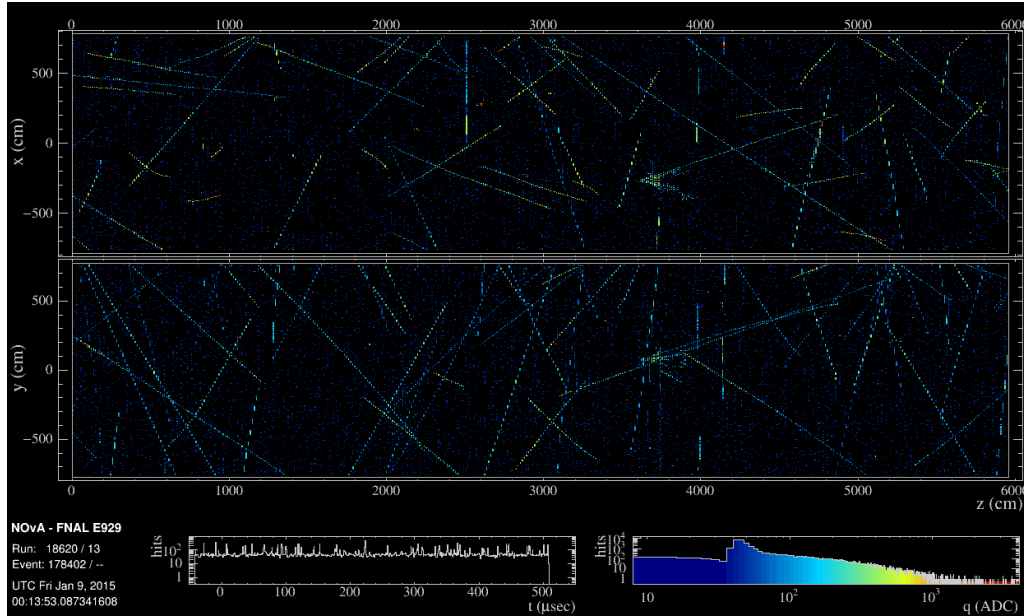 0 1000 2000 3000 4000 5000 6000
500
0
−500
x (cm)
500
0
−500
y (cm)
0 1000 2000 3000 4000 5000 6000
z (cm)
NOvA - FNAL E929
Run: 18620 / 13
Event: 178402 / --
UTC Fri Jan 9, 2015
00:13:53.087341608
hits
10²
10
1
0 100 200 300 400 500
t (μsec)
hits
10⁴
10³
10²
10
1
10 10² 10³
q (ADC)